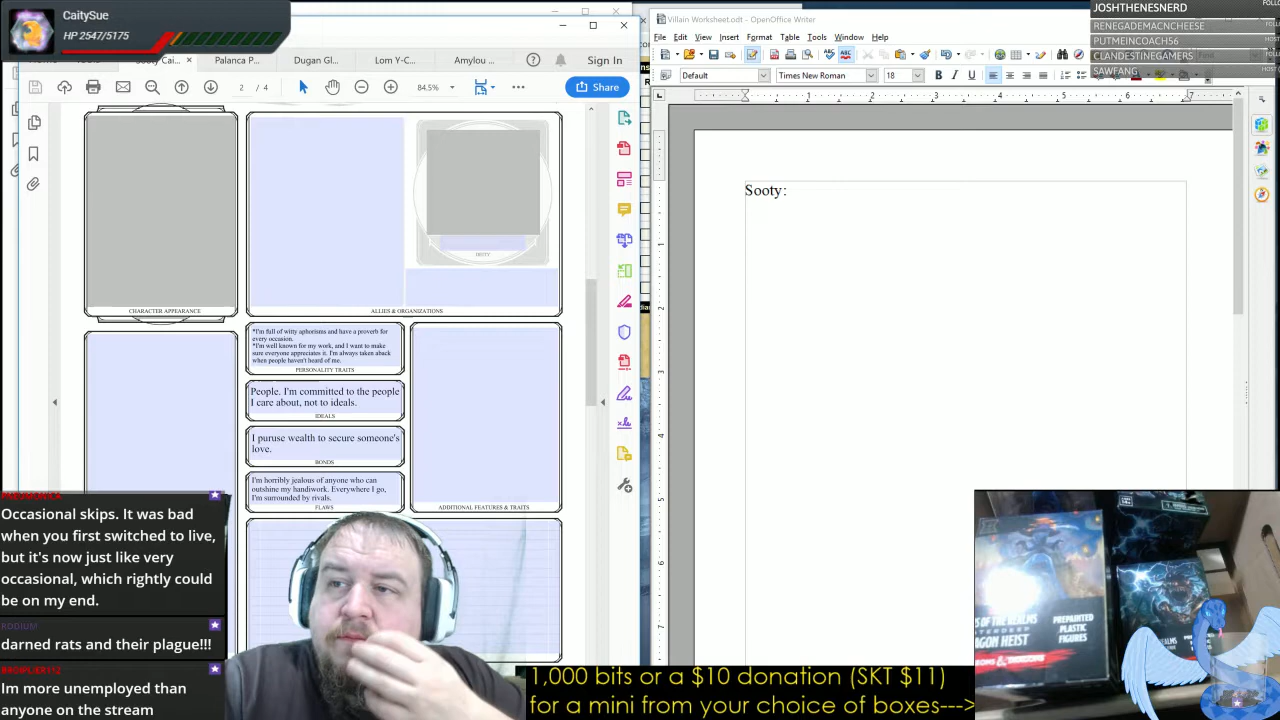 CaitySue
HP 2547/5175
Villain Worksheet.odt - OpenOffice Writer
JOSHTHENESNERD
RENEGADEMACNCHEESE
PUTMEINCOACH56
CLANDESTINEGAMERS
SAWFANG
File Edit View Insert Format Table Tools Window Help
Sooty Cai...
Palanca P...
Dugan Gl...
Sign In
2 / 4
84.5%
Share
Default
Times New Roman
18
Sooty:
DEITY
CHARACTER APPEARANCE
ALLIES & ORGANIZATIONS
*I'm full of witty aphorisms and have a proverb for
every occasion.
*I'm well known for my work, and I want to make
sure everyone appreciates it. I'm always taken aback
when people haven't heard of me.
PERSONALITY TRAITS
People. I'm committed to the people
I care about, not to ideals.
IDEALS
I puruse wealth to secure someone's
love.
BONDS
I'm horribly jealous of anyone who can
outshine my handiwork. Everywhere I go,
I'm surrounded by rivals.
FLAWS
ADDITIONAL FEATURES & TRAITS
Occasional skips. It was bad
when you first switched to live,
but it's now just like very
occasional, which rightly could
be on my end.
RODIUM
darned rats and their plague!!!
Im more unemployed than
anyone on the stream
PREPAINTED
PLASTIC
FIGURES
1,000 bits or a $10 donation (SKT $11)
for a mini from your choice of boxes--->